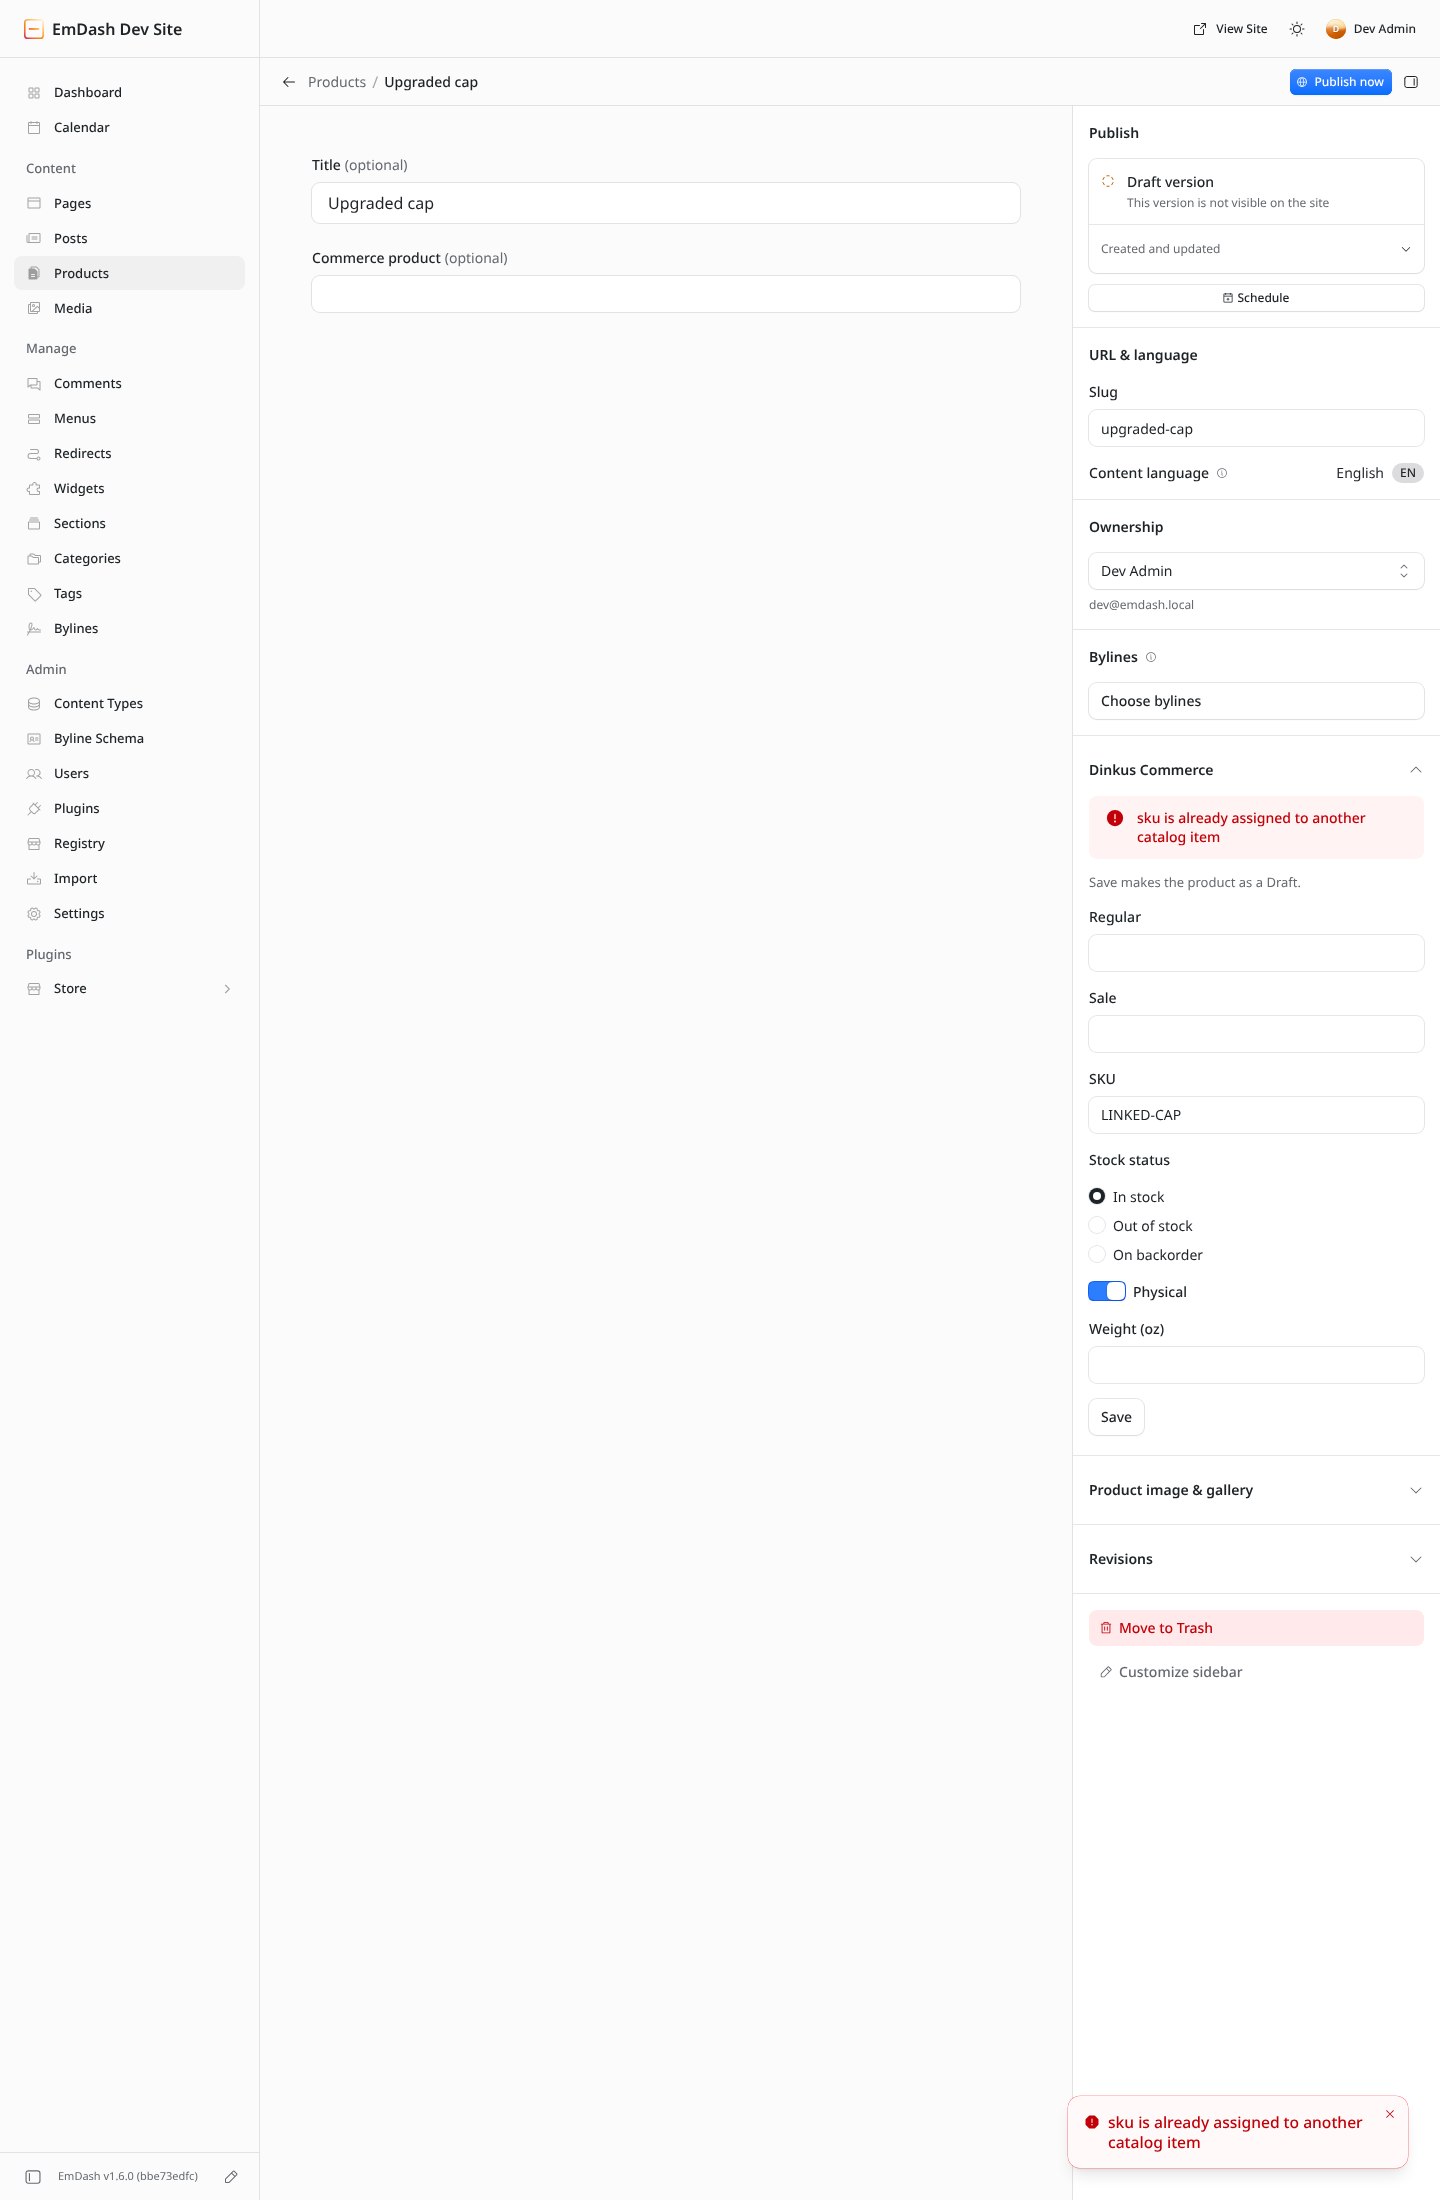 EmDash Dev Site
View Site
D
Dev Admin
Dashboard
Calendar
Content
Pages
Posts
Products
Media
Manage
Comments
Menus
Redirects
Widgets
Sections
Categories
Tags
Bylines
Admin
Content Types
Byline Schema
Users
Plugins
Registry
Import
Settings
Plugins
Store
EmDash v1.6.0 (bbe73edfc)
Products / Upgraded cap
Publish now
Title (optional)
Upgraded cap
Commerce product (optional)
Publish
Draft version
This version is not visible on the site
Created and updated
Schedule
URL & language
Slug
upgraded-cap
Content language
English EN
Ownership
Dev Admin
dev@emdash.local
Bylines
Choose bylines
Dinkus Commerce
sku is already assigned to another
catalog item
Save makes the product as a Draft.
Regular
Sale
SKU
LINKED-CAP
Stock status
In stock
Out of stock
On backorder
Physical
Weight (oz)
Save
Product image & gallery
Revisions
Move to Trash
Customize sidebar
sku is already assigned to another
catalog item